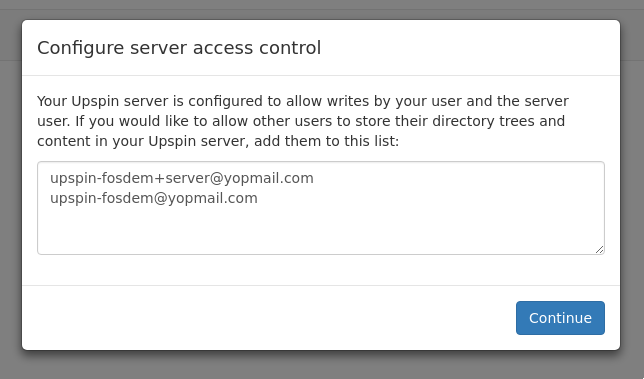 Configure server access control
Your Upspin server is configured to allow writes by your user and the server
user. If you would like to allow other users to store their directory trees and
content in your Upspin server, add them to this list:
upspin-fosdem+server@yopmail.com
upspin-fosdem@yopmail.com
Continue